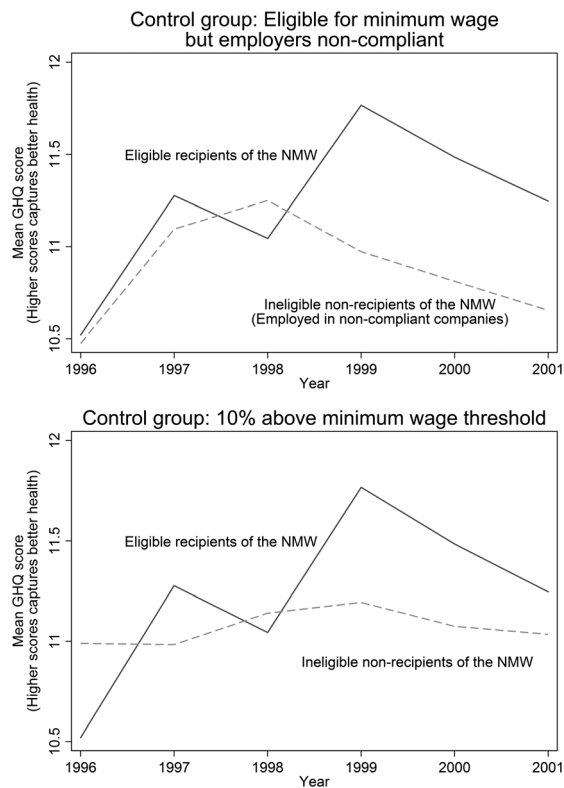 Control group: Eligible for minimum wage
but employers non-compliant
Mean GHQ score
(Higher scores captures better health)
12
11.5
11
10.5
Eligible recipients of the NMW
Ineligible non-recipients of the NMW
(Employed in non-compliant companies)
1996 1997 1998 1999 2000 2001
Year
Control group: 10% above minimum wage threshold
Mean GHQ score
(Higher scores captures better health)
12
11.5
11
10.5
Eligible recipients of the NMW
Ineligible non-recipients of the NMW
1996 1997 1998 1999 2000 2001
Year